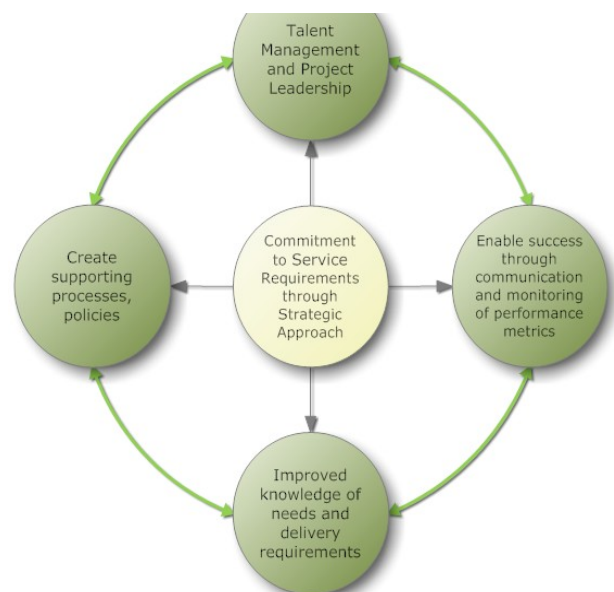 Talent
Management
and Project
Leadership
Create
supporting
processes,
policies
Commitment
to Service
Requirements
through
Strategic
Approach
Enable success
through
communication
and monitoring
of performance
metrics
Improved
knowledge of
needs and
delivery
requirements